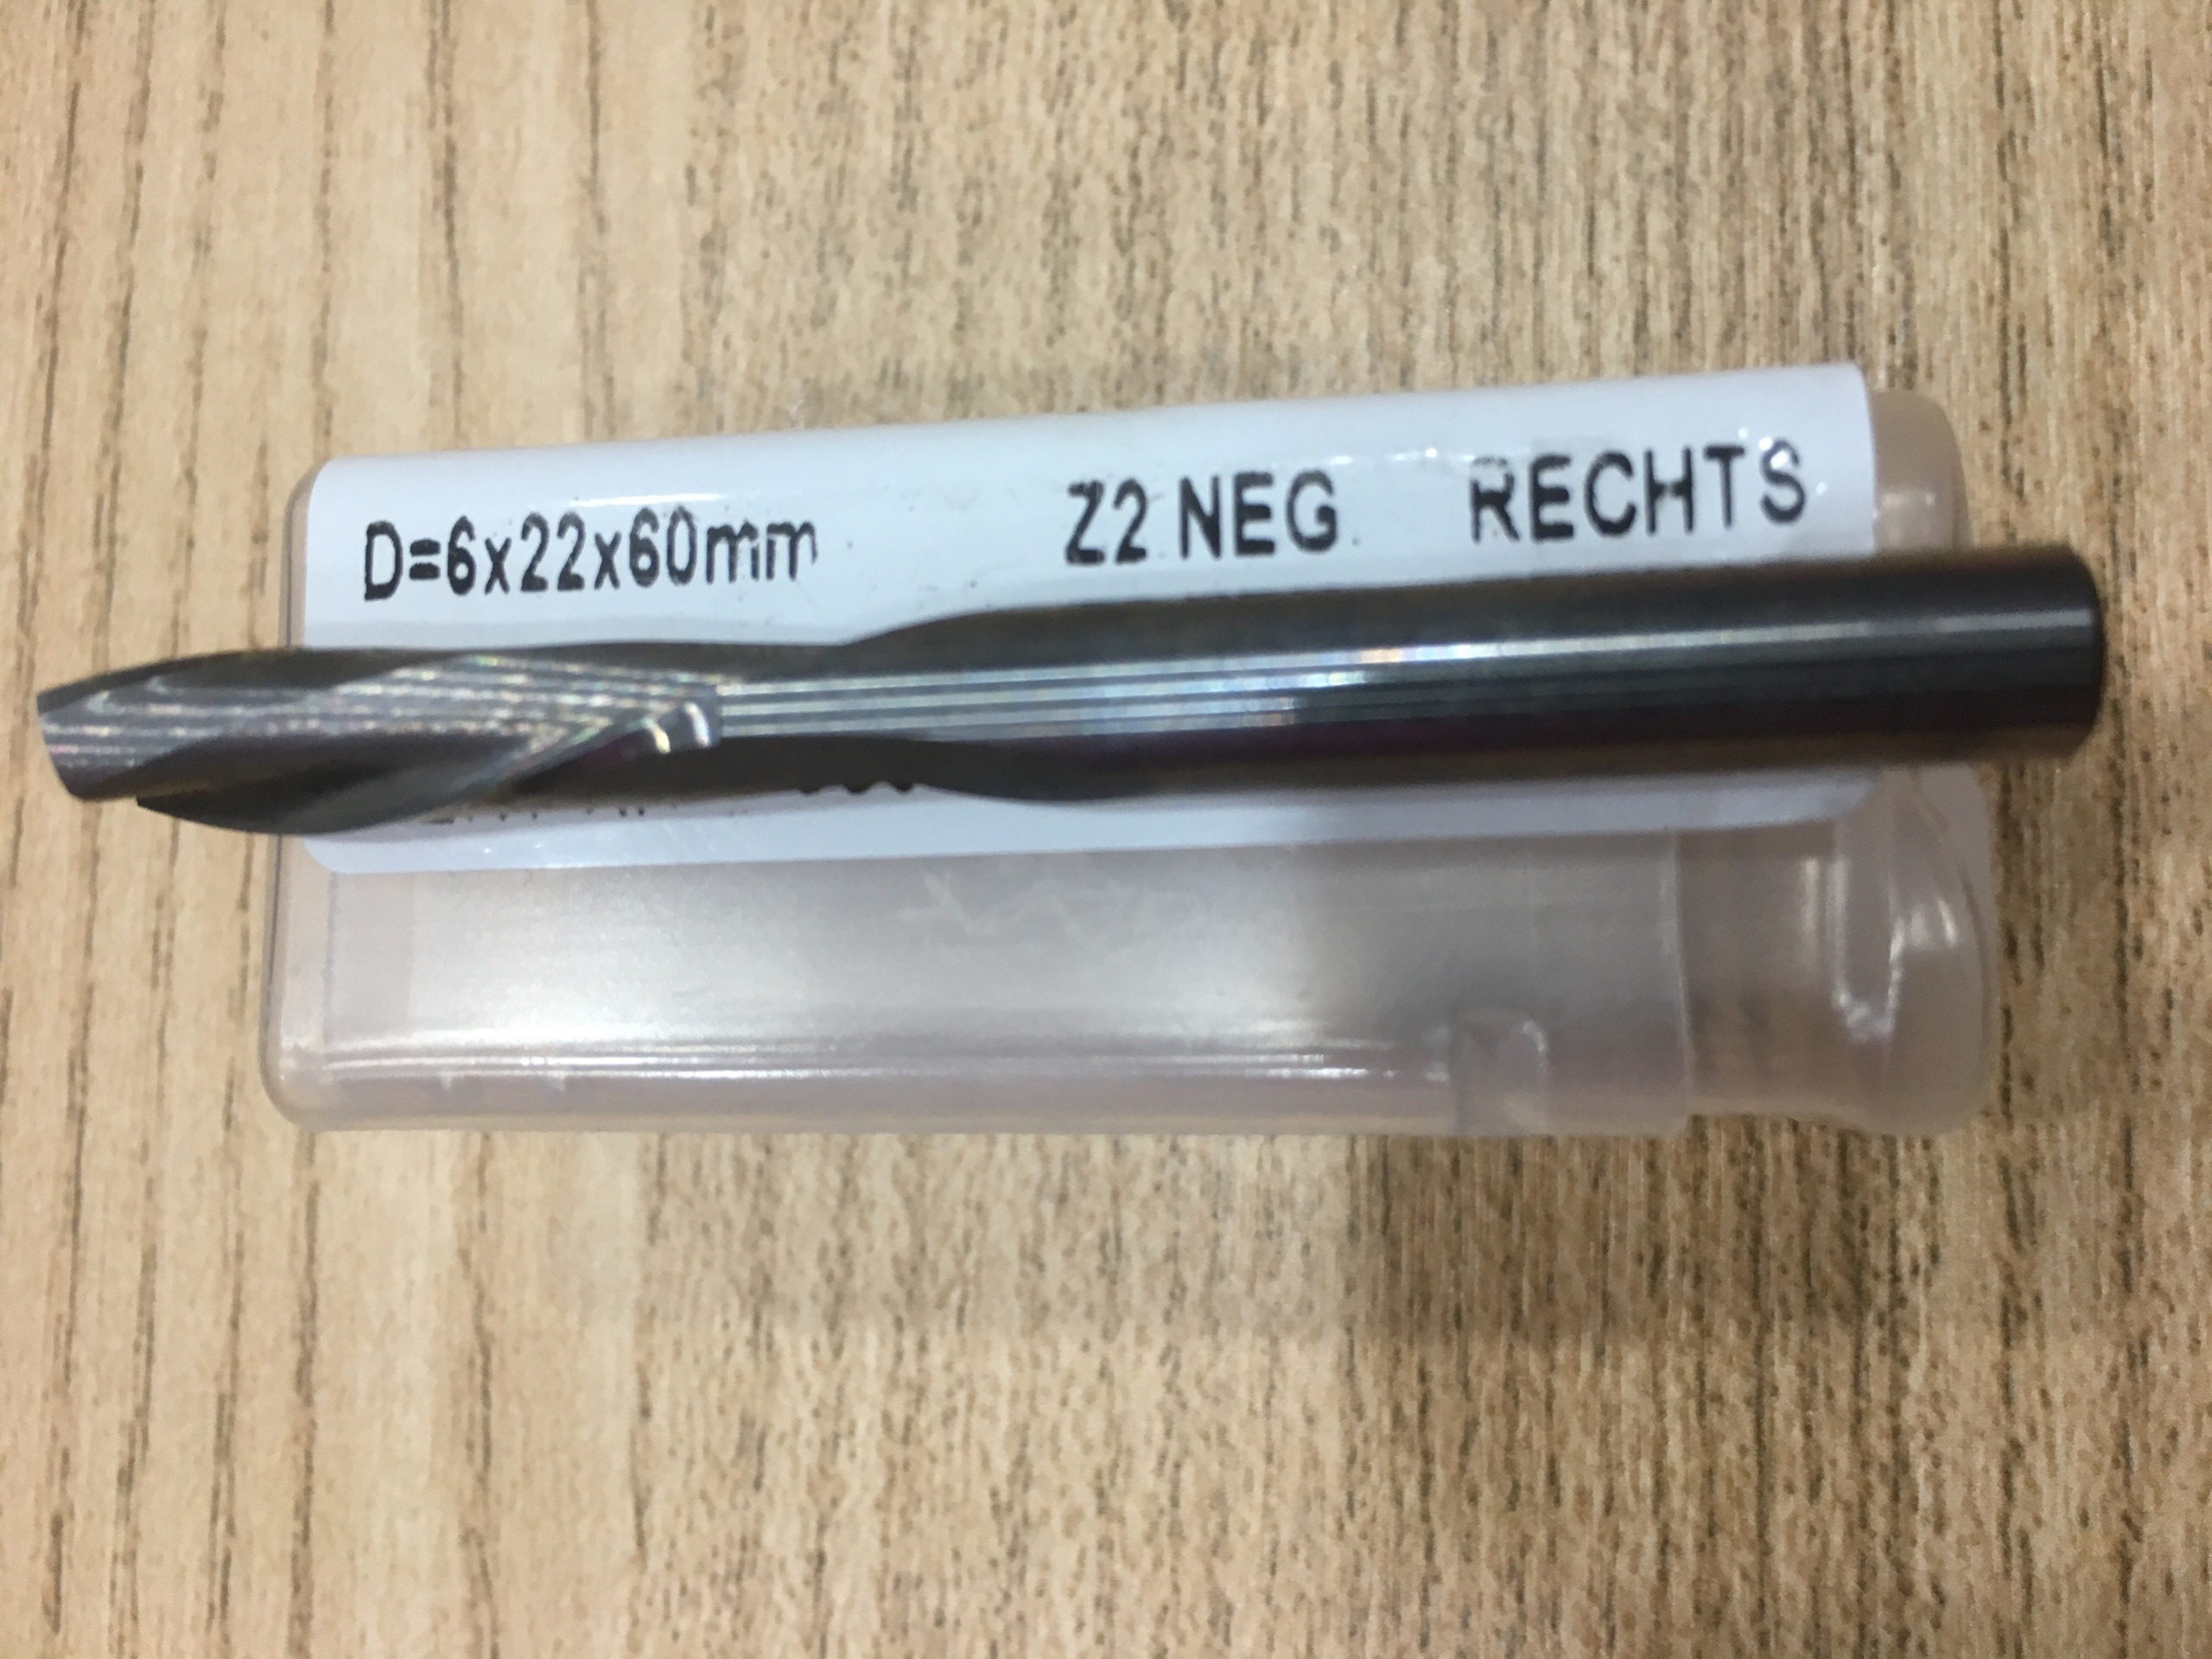 D=6x22x60mm Z2 NEG RECHTS